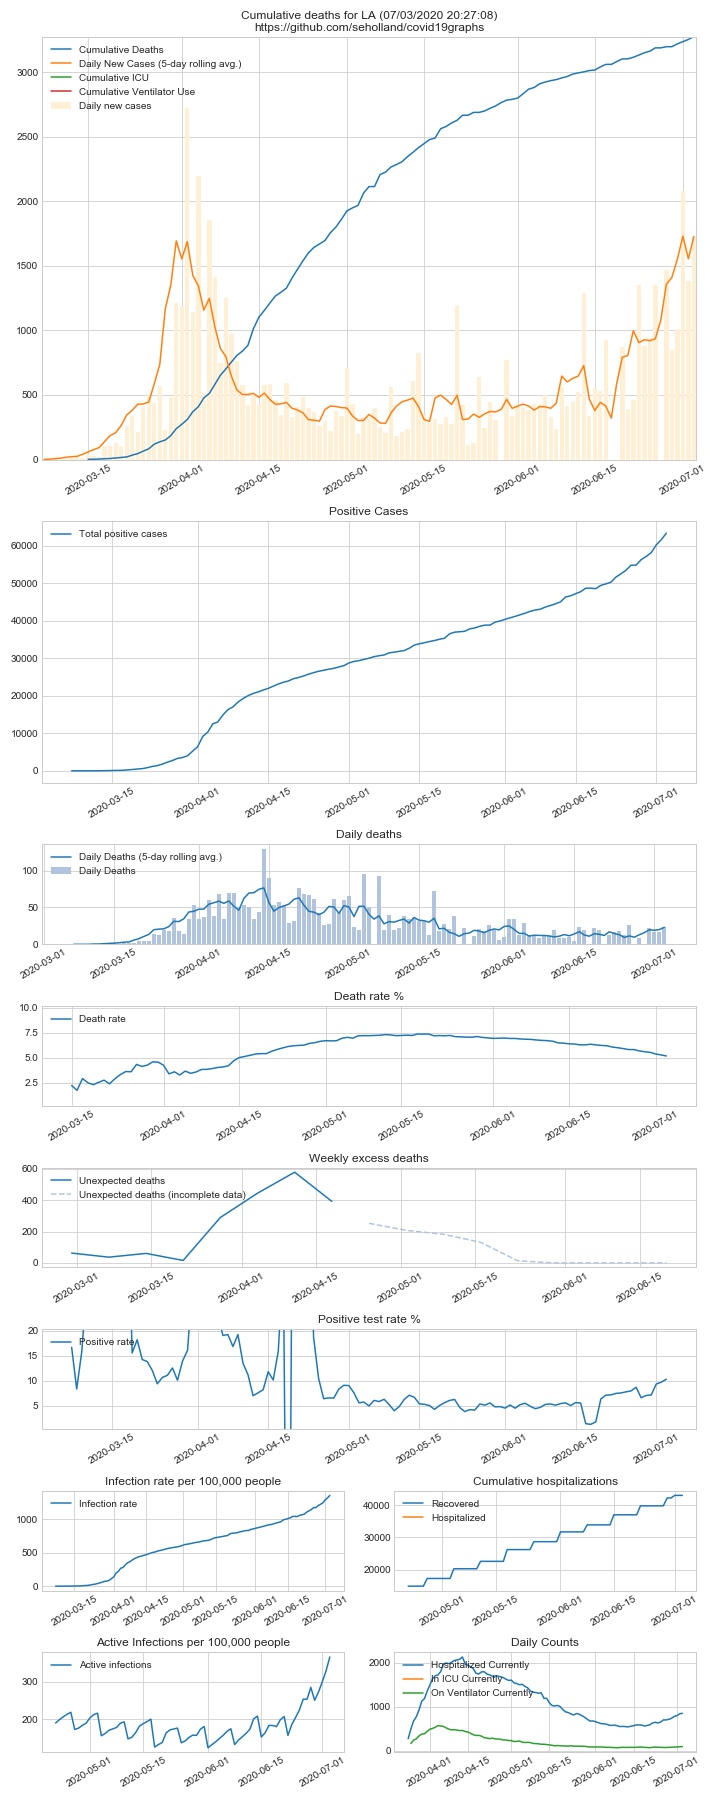 Cumulative deaths for LA (07/03/2020 20:27:08)
https://github.com/seholland/covid19graphs
Cumulative Deaths
Daily New Cases (5-day rolling avg.)
Cumulative ICU
Cumulative Ventilator Use
Daily new cases
3000
2500
2000
1500
1000
500
0
2020-03-15 2020-04-01 2020-04-15 2020-05-01 2020-05-15 2020-06-01 2020-06-15 2020-07-01
Positive Cases
Total positive cases
60000
50000
40000
30000
20000
10000
0
2020-03-15 2020-04-01 2020-04-15 2020-05-01 2020-05-15 2020-06-01 2020-06-15 2020-07-01
Daily deaths
Daily Deaths (5-day rolling avg.)
Daily Deaths
100
50
0
2020-03-01 2020-03-15 2020-04-01 2020-04-15 2020-05-01 2020-05-15 2020-06-01 2020-06-15 2020-07-01
Death rate %
Death rate
10.0
7.5
5.0
2.5
2020-03-15 2020-04-01 2020-04-15 2020-05-01 2020-05-15 2020-06-01 2020-06-15 2020-07-01
Weekly excess deaths
Unexpected deaths
Unexpected deaths (incomplete data)
600
400
200
0
2020-03-01 2020-03-15 2020-04-01 2020-04-15 2020-05-01 2020-05-15 2020-06-01 2020-06-15
Positive test rate %
Positive rate
20
15
10
5
2020-03-15 2020-04-01 2020-04-15 2020-05-01 2020-05-15 2020-06-01 2020-06-15 2020-07-01
Infection rate per 100,000 people
Infection rate
1000
500
0
2020-03-15 2020-04-01 2020-04-15 2020-05-01 2020-05-15 2020-06-01 2020-06-15 2020-07-01
Cumulative hospitalizations
Recovered
Hospitalized
40000
30000
20000
2020-05-01 2020-05-15 2020-06-01 2020-06-15 2020-07-01
Active Infections per 100,000 people
Active infections
300
200
2020-05-01 2020-05-15 2020-06-01 2020-06-15 2020-07-01
Daily Counts
Hospitalized Currently
In ICU Currently
On Ventilator Currently
2000
1000
0
2020-04-01 2020-04-15 2020-05-01 2020-05-15 2020-06-01 2020-06-15 2020-07-01